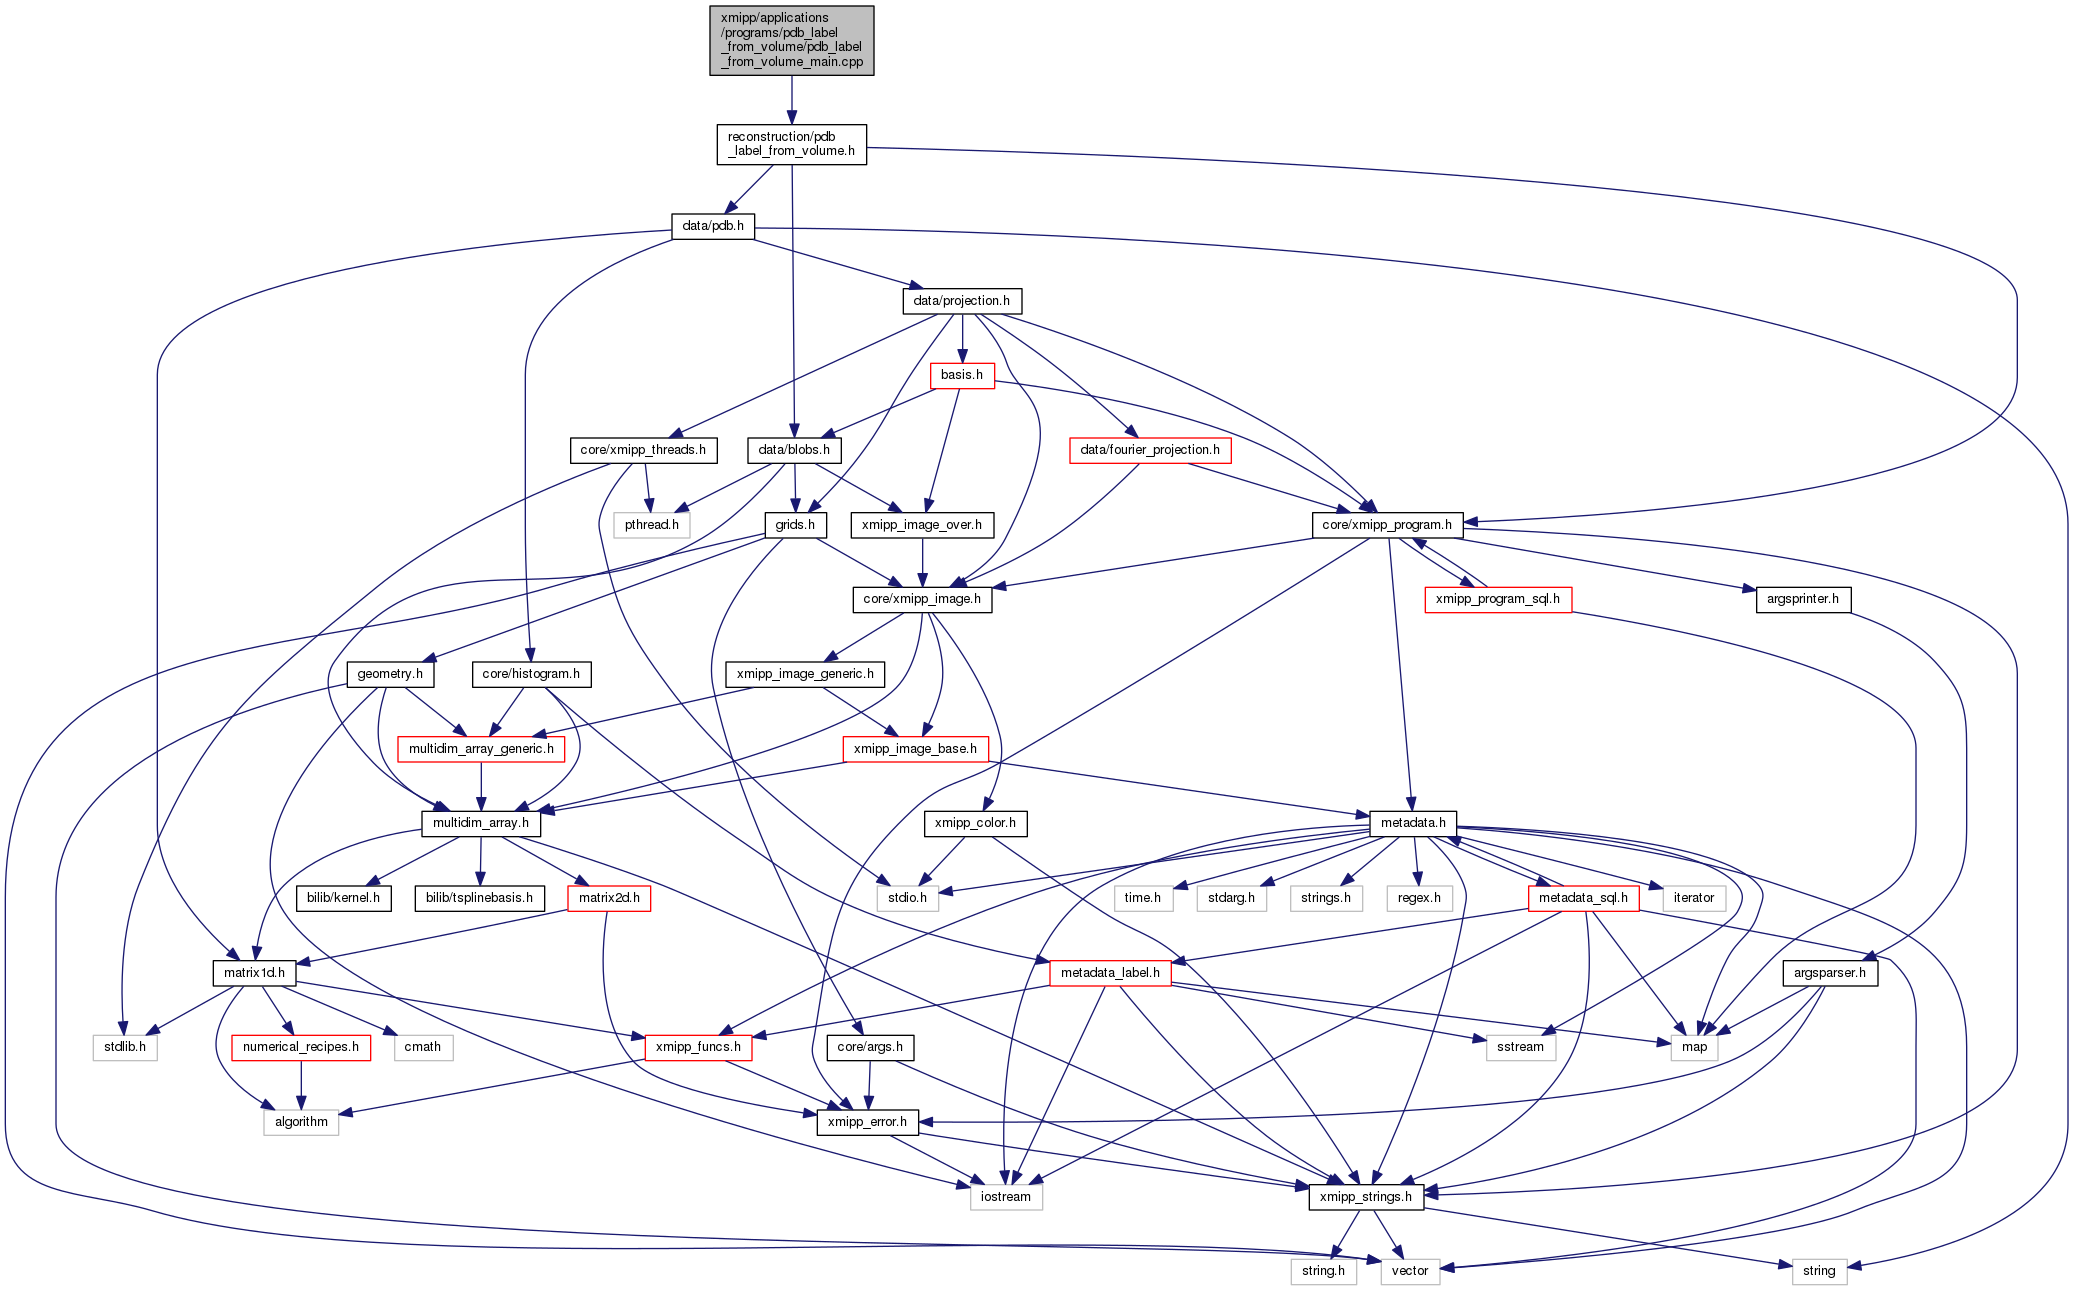 xmipp/applications
/programs/pdb_label
_from_volume/pdb_label
_from_volume_main.cpp
reconstruction/pdb
_label_from_volume.h
data/pdb.h
data/projection.h
basis.h
core/xmipp_threads.h
data/blobs.h
data/fourier_projection.h
pthread.h
grids.h
xmipp_image_over.h
core/xmipp_program.h
core/xmipp_image.h
xmipp_program_sql.h
argsprinter.h
geometry.h
core/histogram.h
xmipp_image_generic.h
multidim_array_generic.h
xmipp_image_base.h
multidim_array.h
xmipp_color.h
metadata.h
bilib/kernel.h
bilib/tsplinebasis.h
matrix2d.h
stdio.h
time.h
stdarg.h
strings.h
regex.h
metadata_sql.h
iterator
matrix1d.h
metadata_label.h
argsparser.h
stdlib.h
numerical_recipes.h
cmath
xmipp_funcs.h
core/args.h
sstream
map
algorithm
xmipp_error.h
iostream
xmipp_strings.h
string.h
vector
string